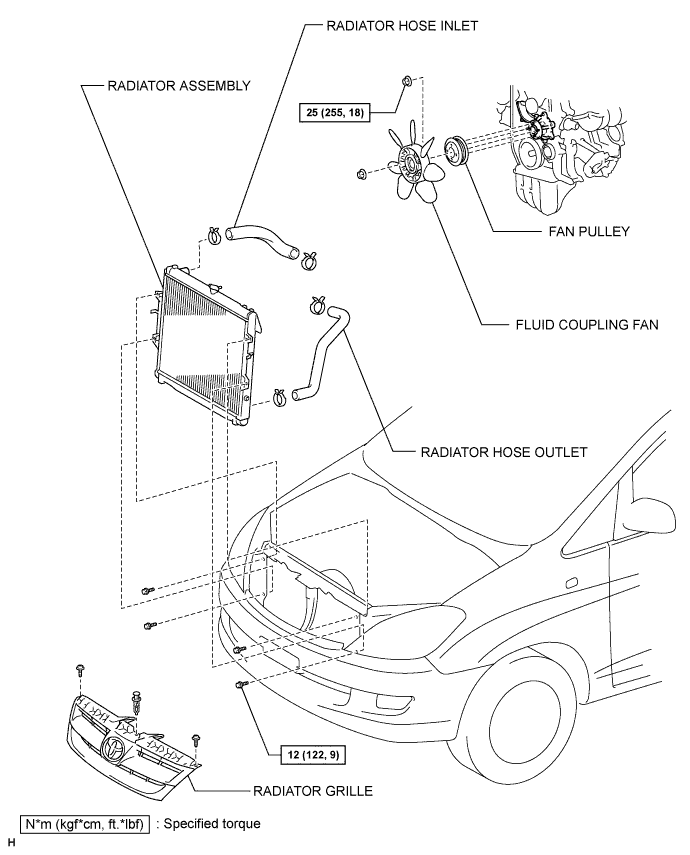 RADIATOR HOSE INLET
RADIATOR ASSEMBLY
25 (255, 18)
FAN PULLEY
FLUID COUPLING FAN
RADIATOR HOSE OUTLET
12 (122, 9)
RADIATOR GRILLE
N*m (kgf*cm, ft.*lbf) : Specified torque
H